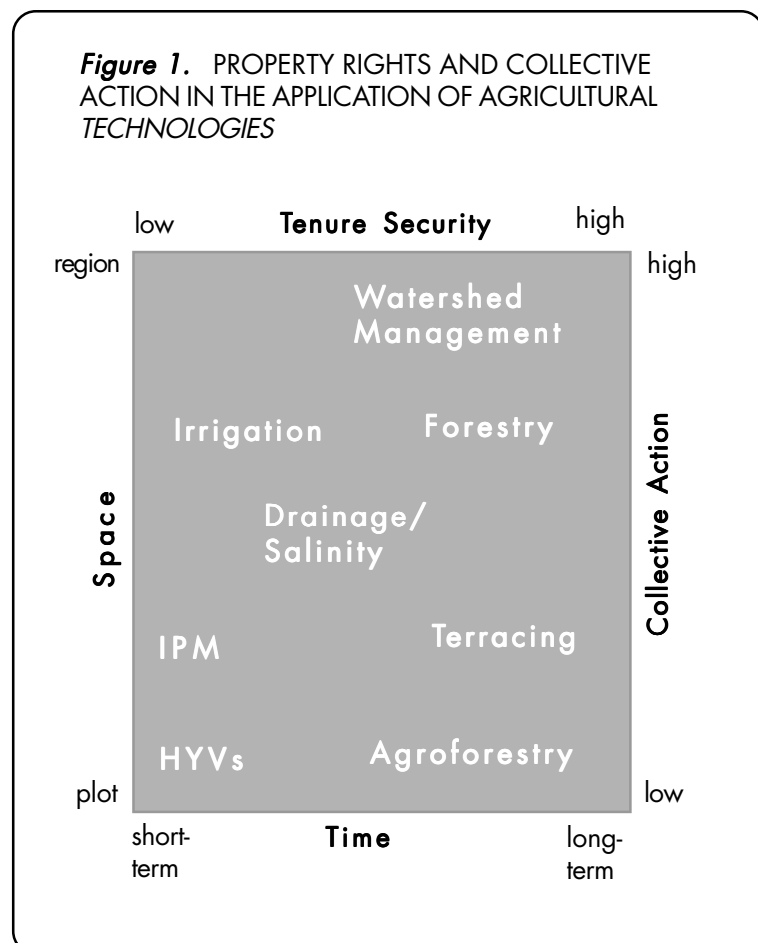 Figure 1. PROPERTY RIGHTS AND COLLECTIVE
ACTION IN THE APPLICATION OF AGRICULTURAL
TECHNOLOGIES
low Tenure Security high
region high
Watershed
Management
Irrigation Forestry
Space
Drainage/
Salinity
Collective Action
IPM Terracing
HYVs Agroforestry
plot low
short-
term
Time
long-
term